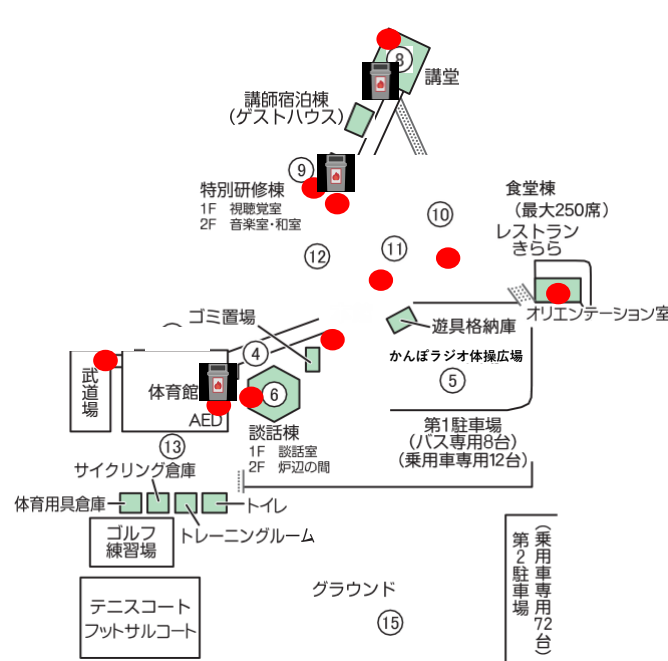 ⑧
講堂
講師宿泊棟
(ゲストハウス)
⑨
特別研修棟
1F 視聴覚室
2F 音楽室・和室
⑩
⑪
⑫
食堂棟
(最大250席)
レストラン
きらら
オリエンテーション室
ゴミ置場
遊具格納庫
かんぽラジオ体操広場
④
⑤
武道場
体育館
AED
⑥
談話棟
1F 談話室
2F 炉辺の間
第1駐車場
(バス専用8台)
(乗用車専用12台)
⑬
サイクリング倉庫
体育用具倉庫
トイレ
トレーニングルーム
ゴルフ
練習場
テニスコート
フットサルコート
グラウンド
⑮
第2駐車場
(乗用車専用72台)